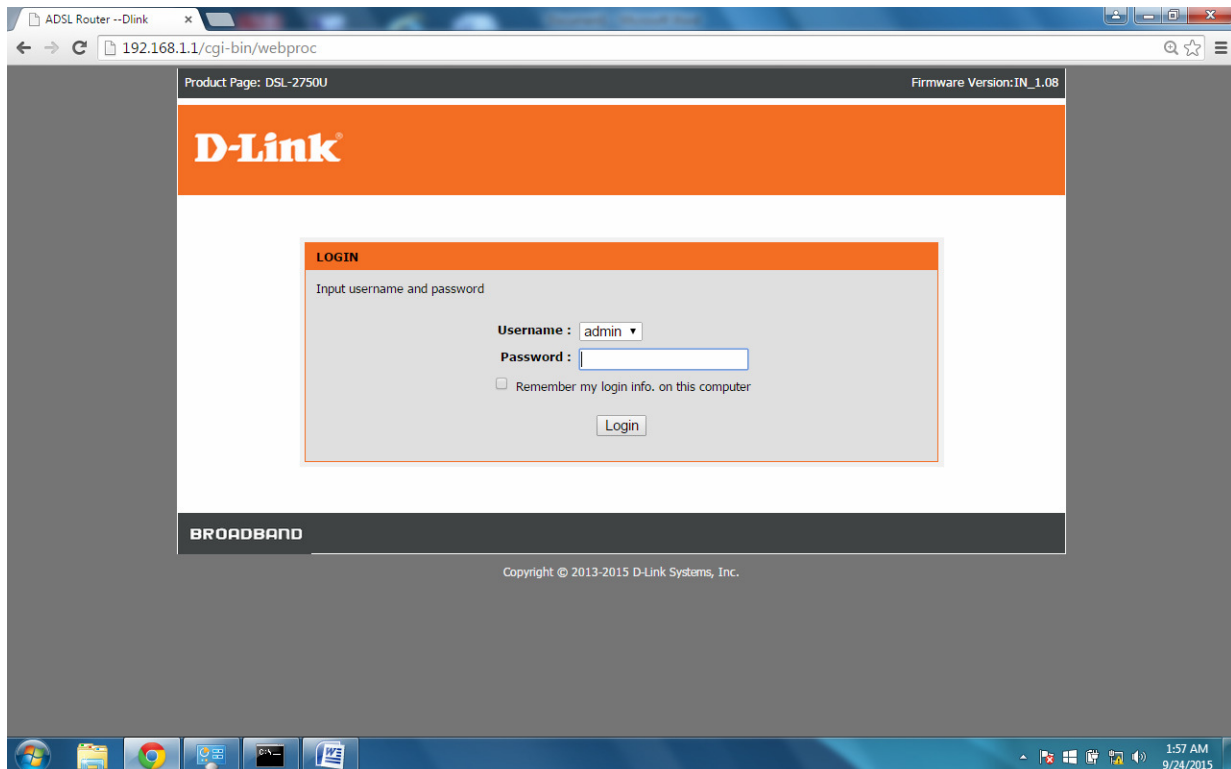 ADSL Router --Dlink
192.168.1.1/cgi-bin/webproc
Product Page: DSL-2750U
Firmware Version:IN_1.08
D-Link®
LOGIN
Input username and password
Username :
admin
Password :
Remember my login info. on this computer
Login
BROADBAND
Copyright © 2013-2015 D-Link Systems, Inc.
C:\_
W
1:57 AM
9/24/2015